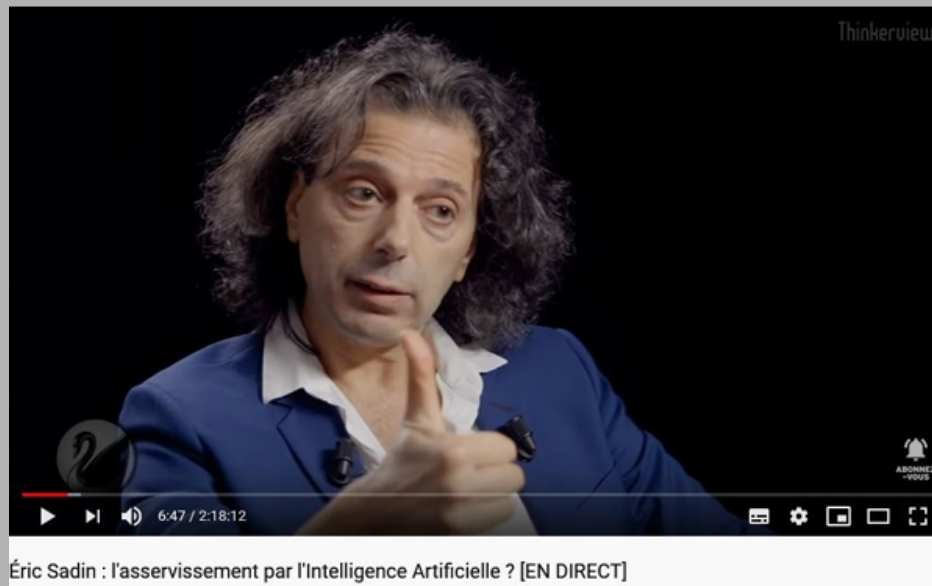 Thinkerview
ABONNEZ
-VOUS
6:47 / 2:18:12
Éric Sadin : l'asservissement par l'Intelligence Artificielle ? [EN DIRECT]